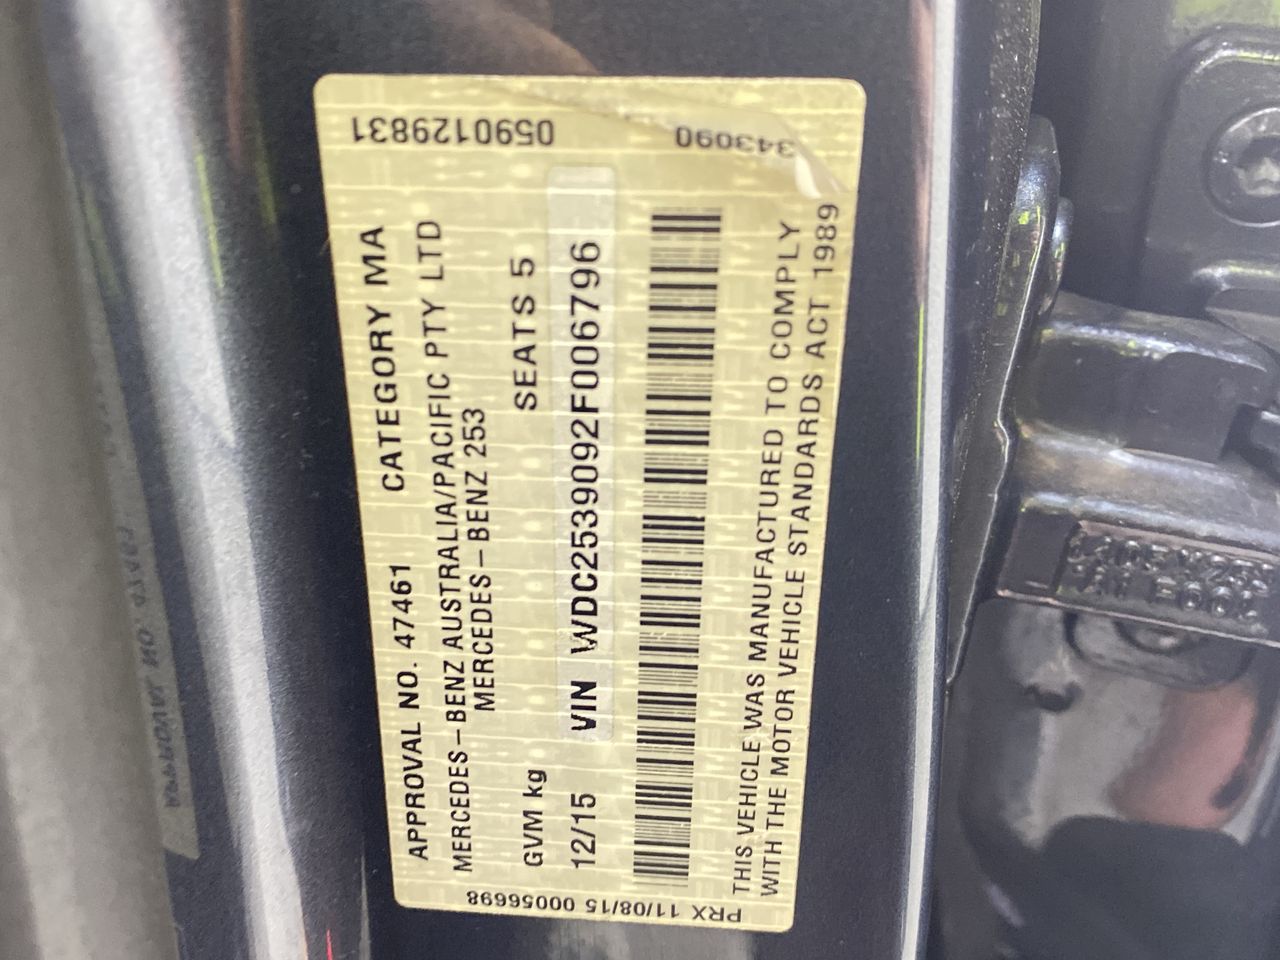 0590129831 343090
APPROVAL NO. 47461 CATEGORY MA
MERCEDES-BENZ AUSTRALIA/PACIFIC PTY LTD
MERCEDES-BENZ 253
GVM kg SEATS 5
12/15 VIN WDC2539092F006796
THIS VEHICLE WAS MANUFACTURED TO COMPLY
WITH THE MOTOR VEHICLE STANDARDS ACT 1989
PRX 11/08/15 00056698